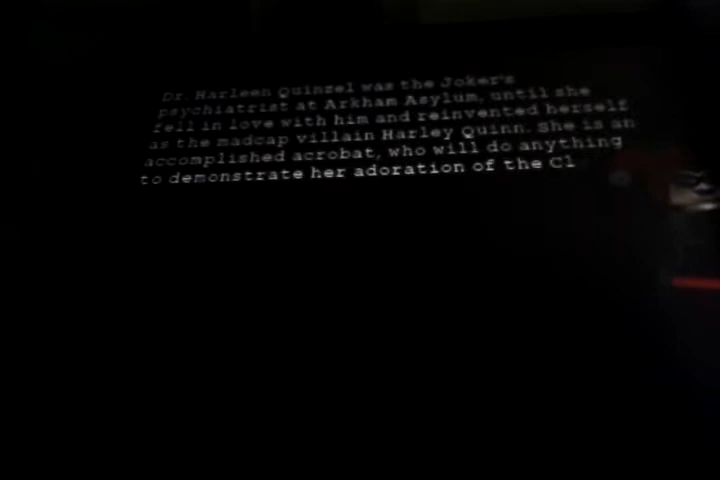 Dr. Harleen Quinzel was the Joker's
psychiatrist at Arkham Asylum, until she
fell in love with him and reinvented herself
as the madcap villain Harley Quinn. She is an
accomplished acrobat, who will do anything
to demonstrate her adoration of the Cl